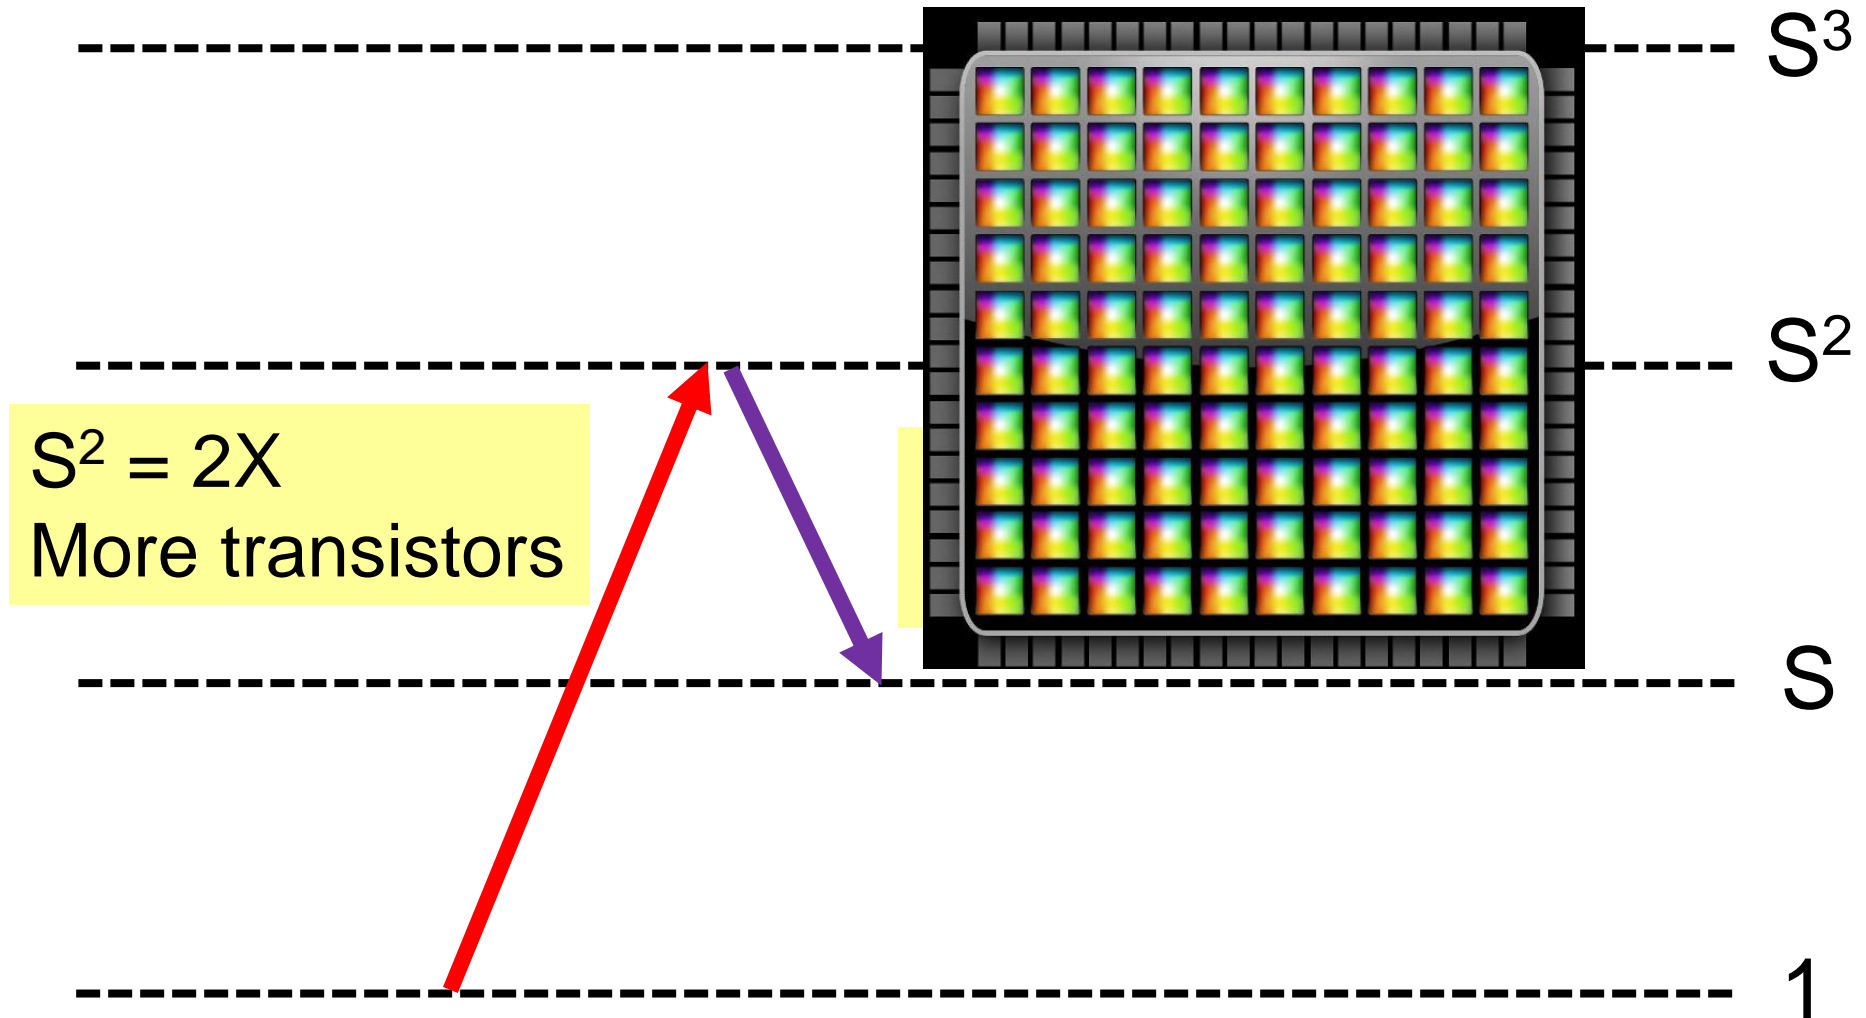 S³
S²
S² = 2X
More transistors
S
1